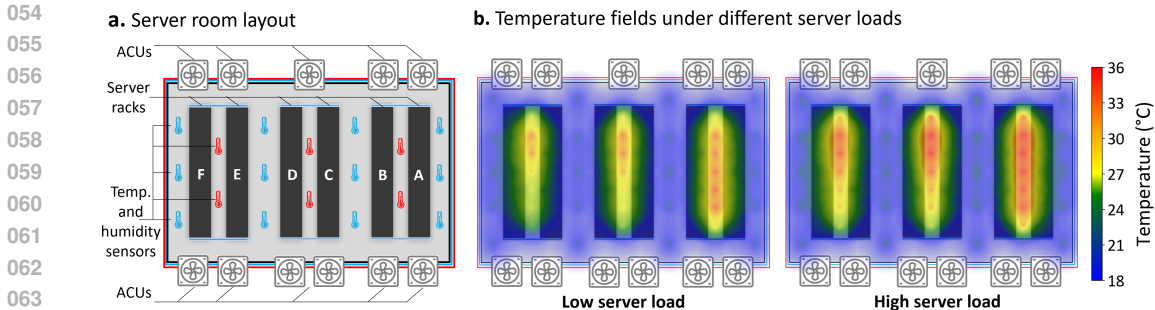 054
055
056
057
058
059
060
061
062
063
a. Server room layout
ACUs
Server
racks
Temp.
and
humidity
sensors
ACUs
F E D C B A
b. Temperature fields under different server loads
Low server load
High server load
36
33
30
27
24
21
18
Temperature (°C)